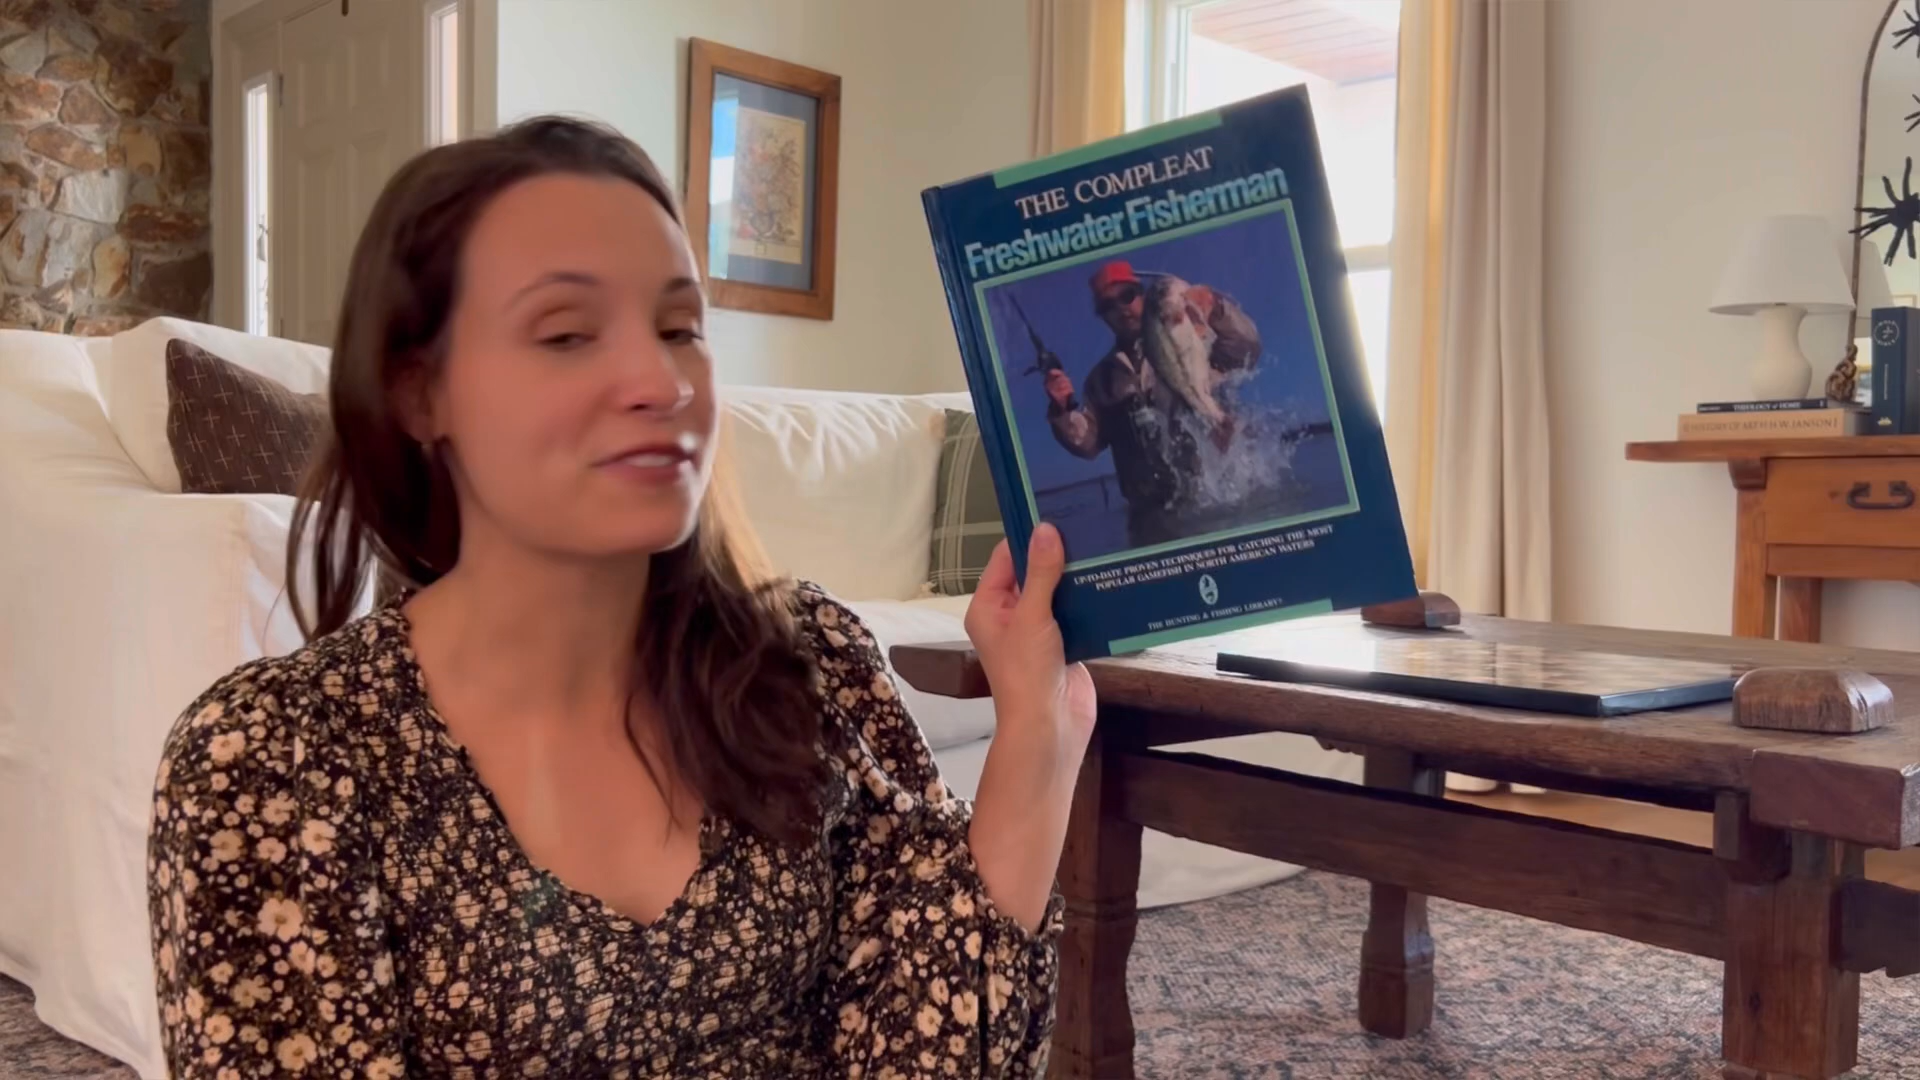 THE COMPLEAT
Freshwater Fisherman
UP-TO-DATE PROVEN TECHNIQUES FOR CATCHING THE MOST
POPULAR GAMEFISH IN NORTH AMERICAN WATERS
THE HUNTING & FISHING LIBRARY®
THEOLOGY of HOME
HISTORY OF ART H.W. JANSON